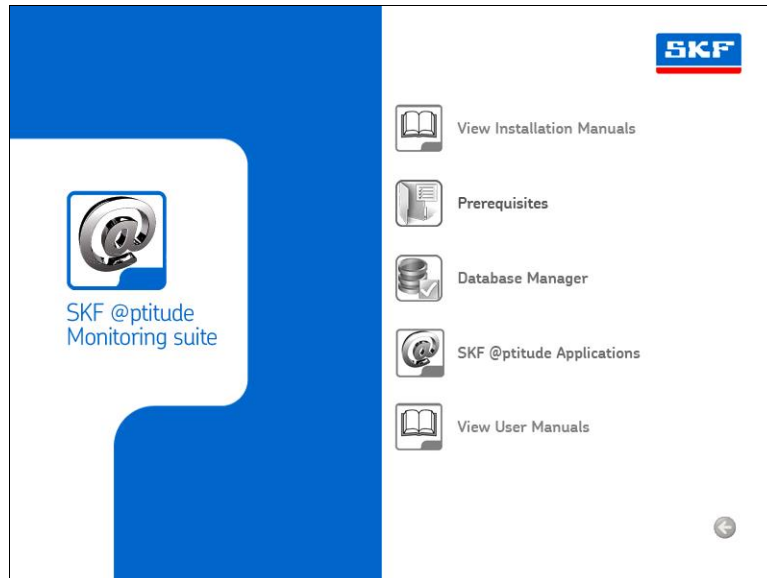 SKF
View Installation Manuals
Prerequisites
Database Manager
SKF @ptitude Applications
View User Manuals
SKF @ptitude
Monitoring suite